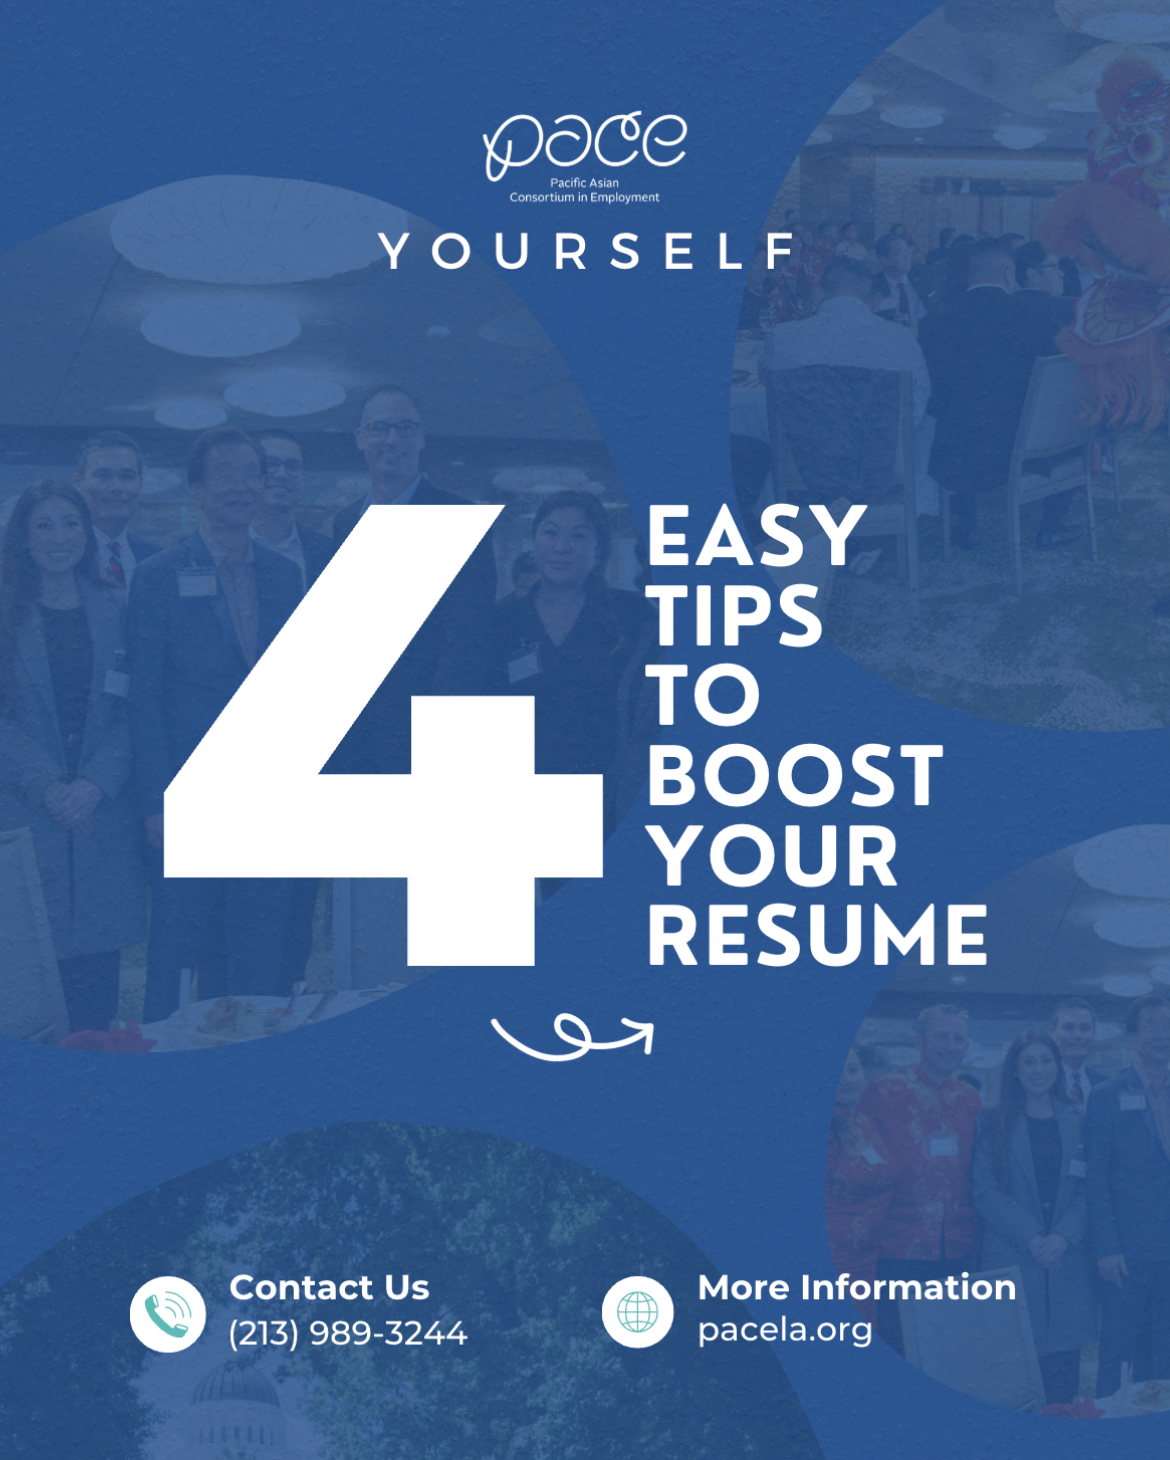 pace
Pacific Asian
Consortium in Employment
YOURSELF
4
EASY
TIPS
TO
BOOST
YOUR
RESUME
Contact Us
(213) 989-3244
More Information
pacela.org